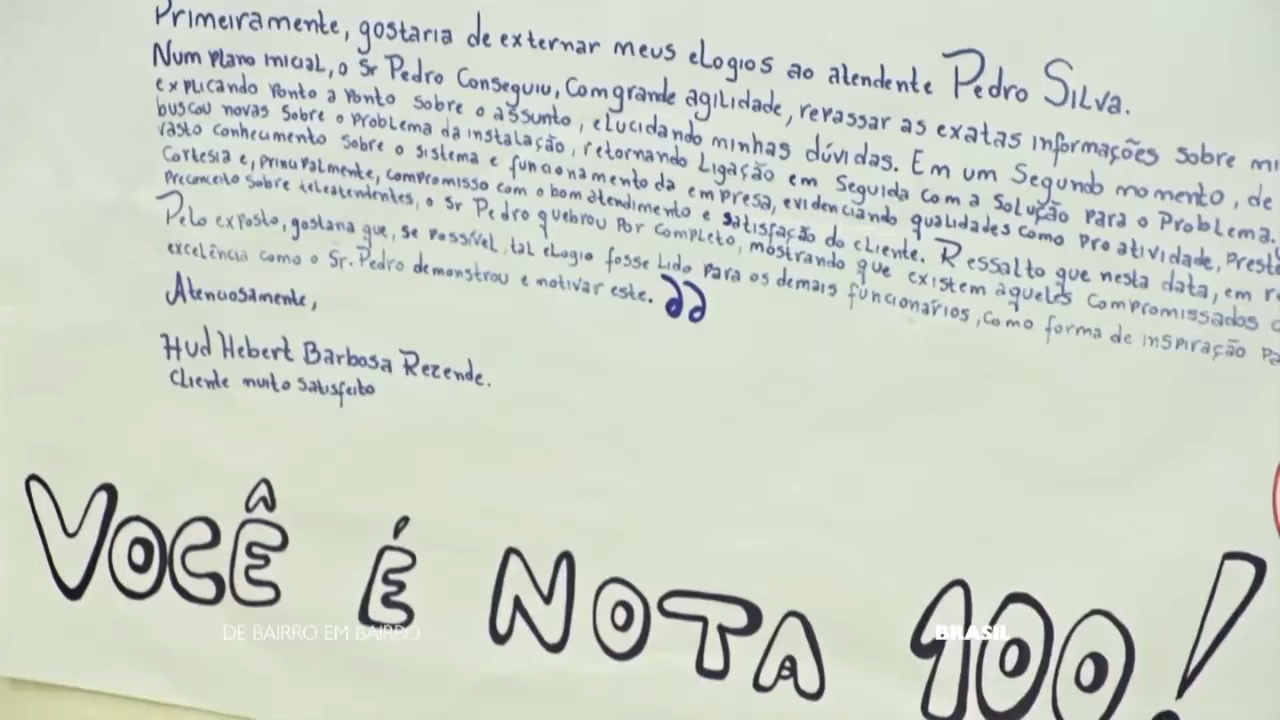 Primeiramente, gostaria de externar meus elogios ao atendente Pedro Silva.
Num plano inicial, o Sr Pedro Conseguiu, Com grande agilidade, repassar as exatas informações sobre mi
explicando ponto a ponto sobre o assunto, elucidando minhas dúvidas. Em um Segundo momento, de
buscou novas sobre o problema da instalação, retornando Ligação em Seguida com a Solução para o Problema.
vasto conhecimento sobre o sistema e funcionamento da empresa, evidenciando qualidades como proatividade, prest
cortesia e, principalmente, compromisso com o bom atendimento e satisfação do cliente. Ressalto que nesta data, em r
preconceito sobre teleatendentes, o Sr Pedro quebrou por completo, mostrando que existem aqueles compromissados
Pelo exposto, gostaria que, se possível, tal elogio fosse Lido para os demais funcionarios, como forma de inspiração pa
excelência como o Sr. Pedro demonstrou e motivar este.
Atenciosamente,
Hud Hebert Barbosa Rezende.
Cliente muito satisfeito
VOCÊ É NOTA 100!
DE BAIRRO EM BAIRRO BRASIL